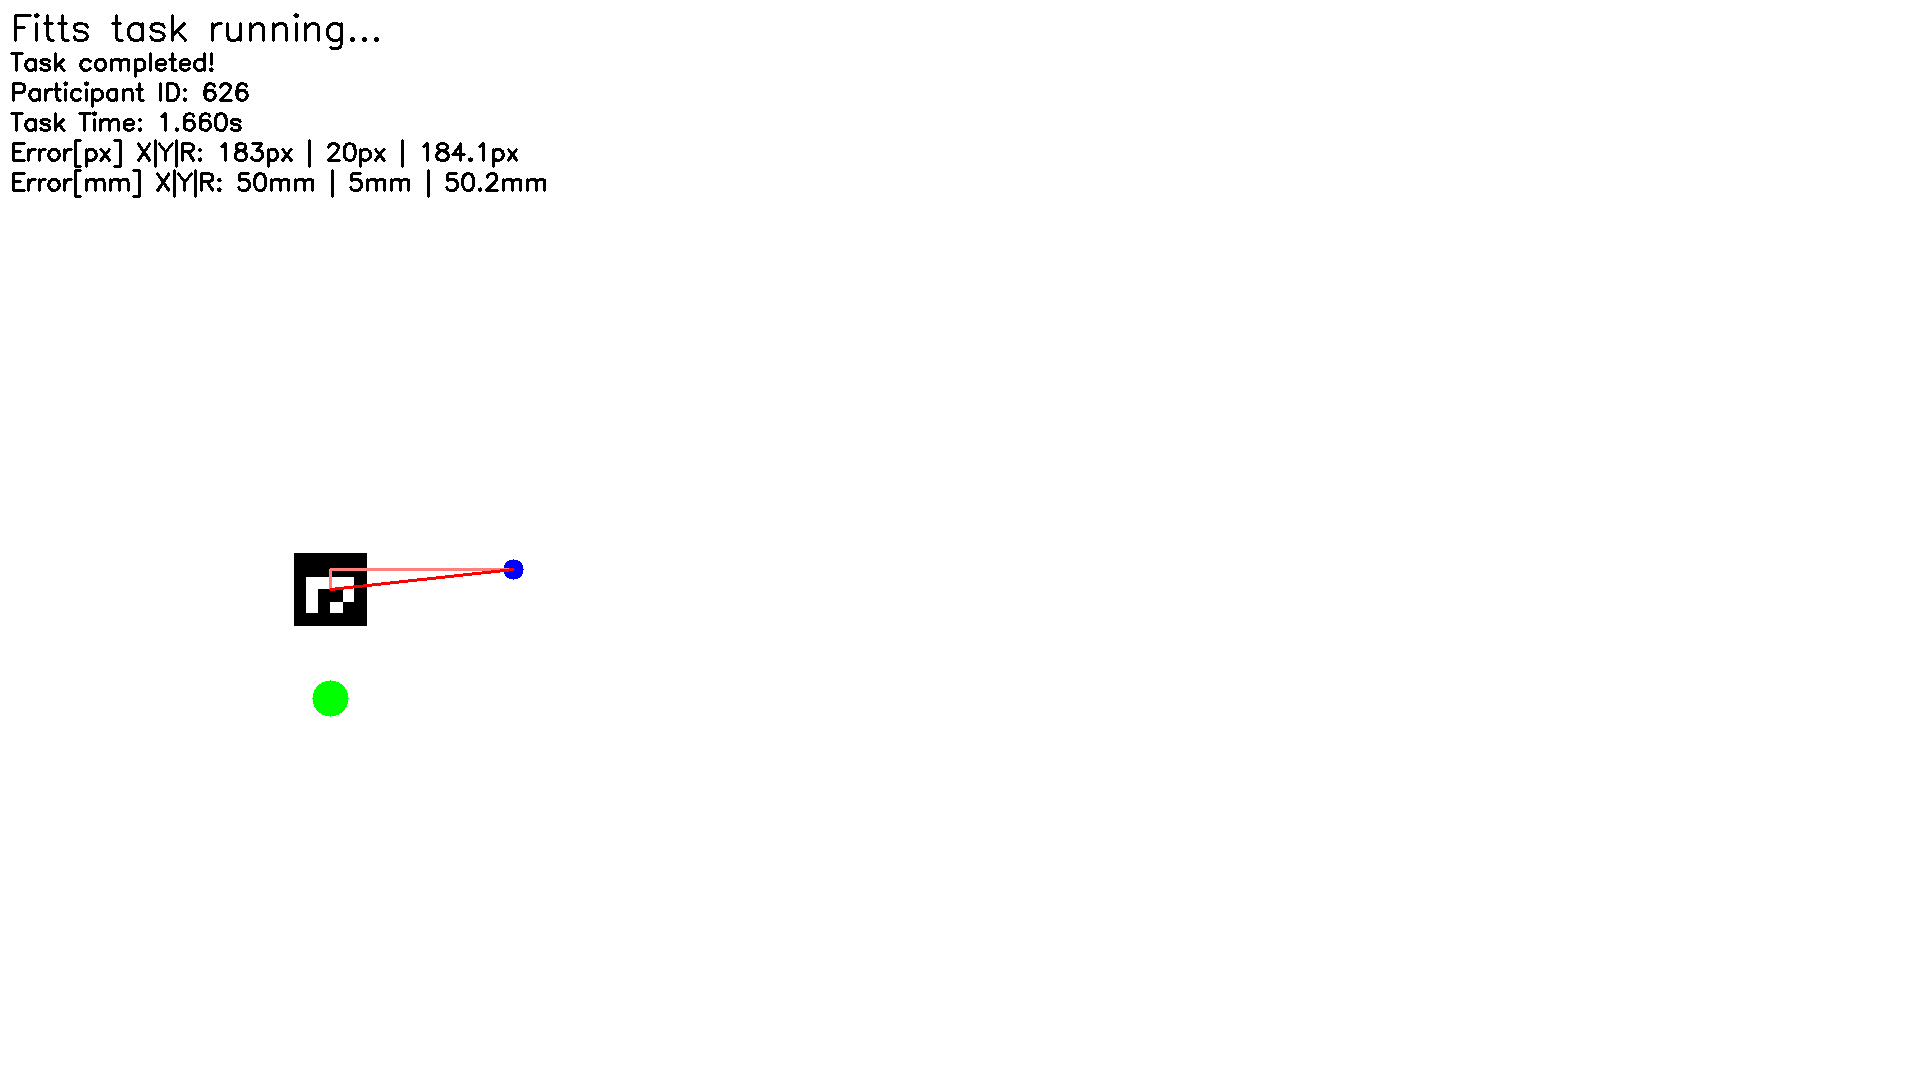 Fitts task running...
Task completed!
Participant ID: 626
Task Time: 1.660s
Error[px] X|Y|R: 183px | 20px | 184.1px
Error[mm] X|Y|R: 50mm | 5mm | 50.2mm